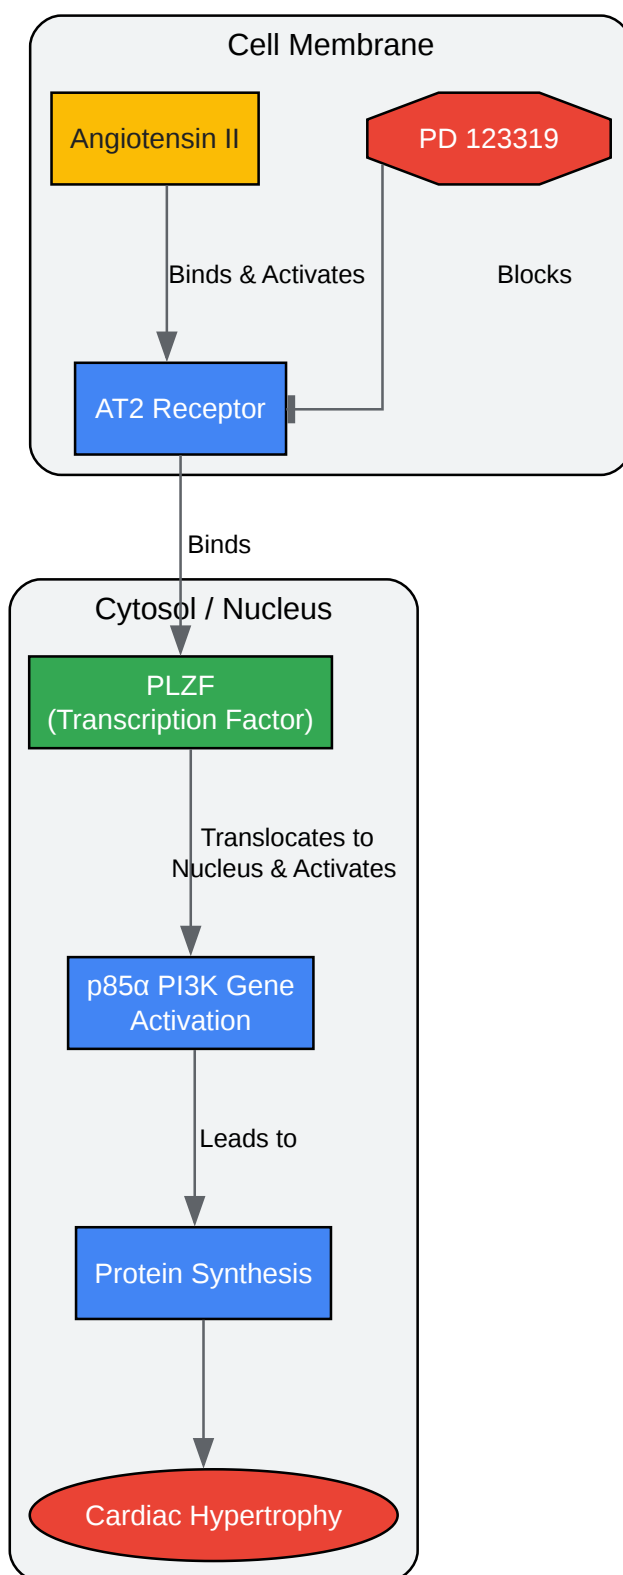 Cell Membrane
Angiotensin II
PD 123319
Binds & Activates
Blocks
AT2 Receptor
Binds
Cytosol / Nucleus
PLZF
(Transcription Factor)
Translocates to
Nucleus & Activates
p85α PI3K Gene
Activation
Leads to
Protein Synthesis
Cardiac Hypertrophy